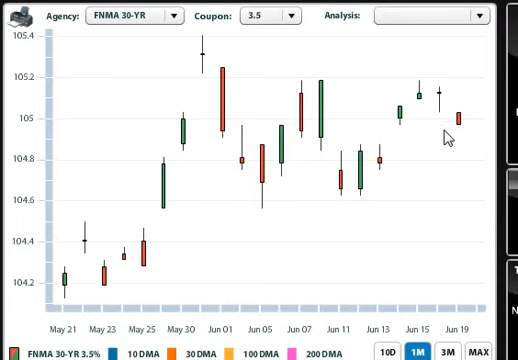 Agency: FNMA 30-YR Coupon: 3.5 Analysis:
105.4
105.2
105
104.8
104.6
104.4
104.2
May 21 May 23 May 25 May 30 Jun 01 Jun 05 Jun 07 Jun 11 Jun 13 Jun 15 Jun 19
FNMA 30-YR 3.5% 10 DMA 30 DMA 100 DMA 200 DMA 10D 1M 3M MAX